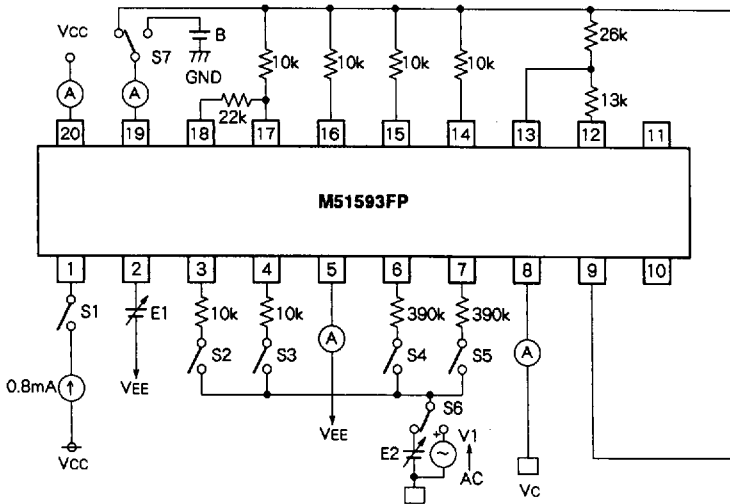 VCC
S7
B
GND
10k
10k
10k
10k
26k
13k
22k
A
A
20
19
18
17
16
15
14
13
12
11
M51593FP
1
2
3
4
5
6
7
8
9
10
S1
E1
10k
10k
390k
390k
A
A
S2
S3
S4
S5
0.8mA
VEE
VEE
S6
+
V1
E2
AC
VCC
VC